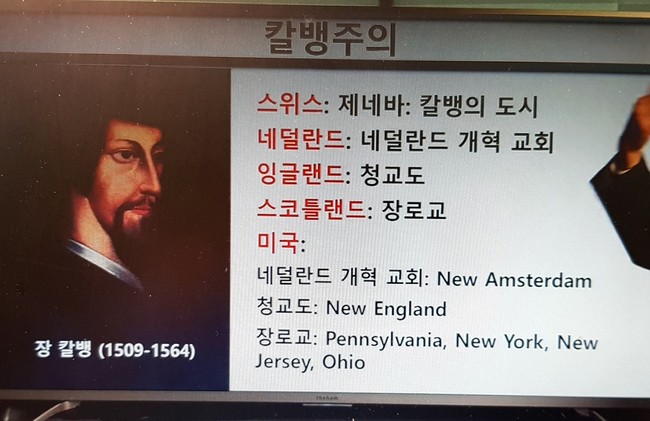 칼뱅주의
스위스: 제네바: 칼뱅의 도시
네덜란드: 네덜란드 개혁 교회
잉글랜드: 청교도
스코틀랜드: 장로교
미국:
네덜란드 개혁 교회: New Amsterdam
청교도: New England
장로교: Pennsylvania, New York, New
Jersey, Ohio
장 칼뱅 (1509-1564)